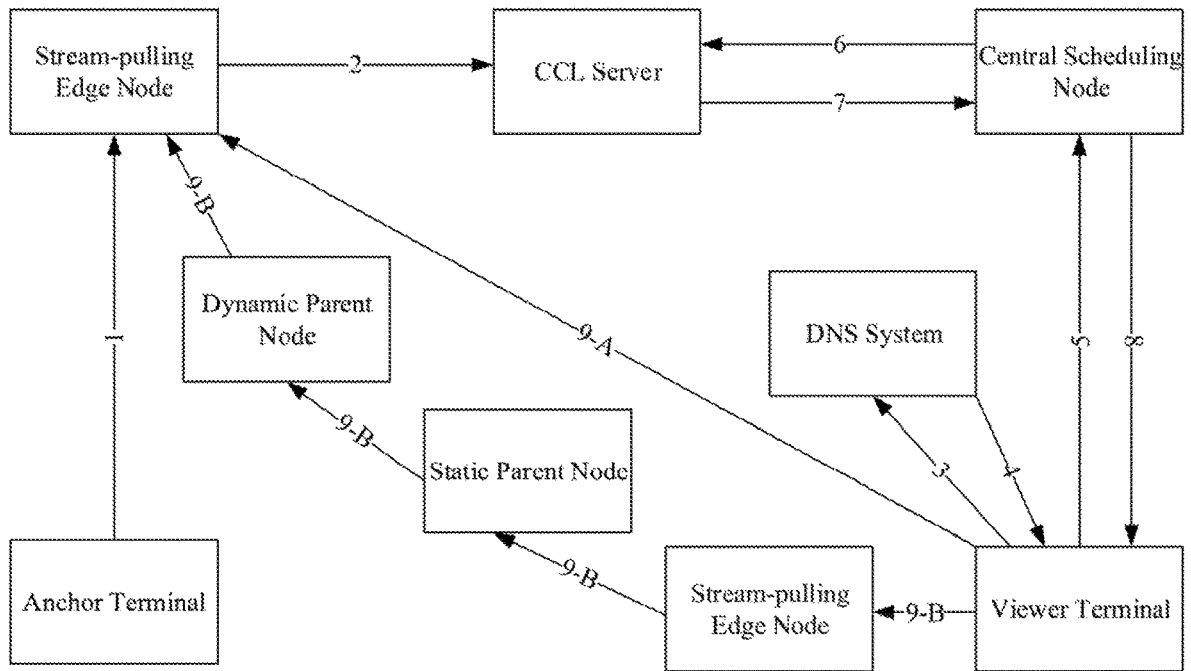 Stream-pulling
Edge Node
2
CCL Server
6
7
Central Scheduling
Node
9-B
1
Dynamic Parent
Node
9-A
DNS System
5
8
9-B
Static Parent Node
3
4
9-B
Anchor Terminal
Stream-pulling
Edge Node
9-B
Viewer Terminal